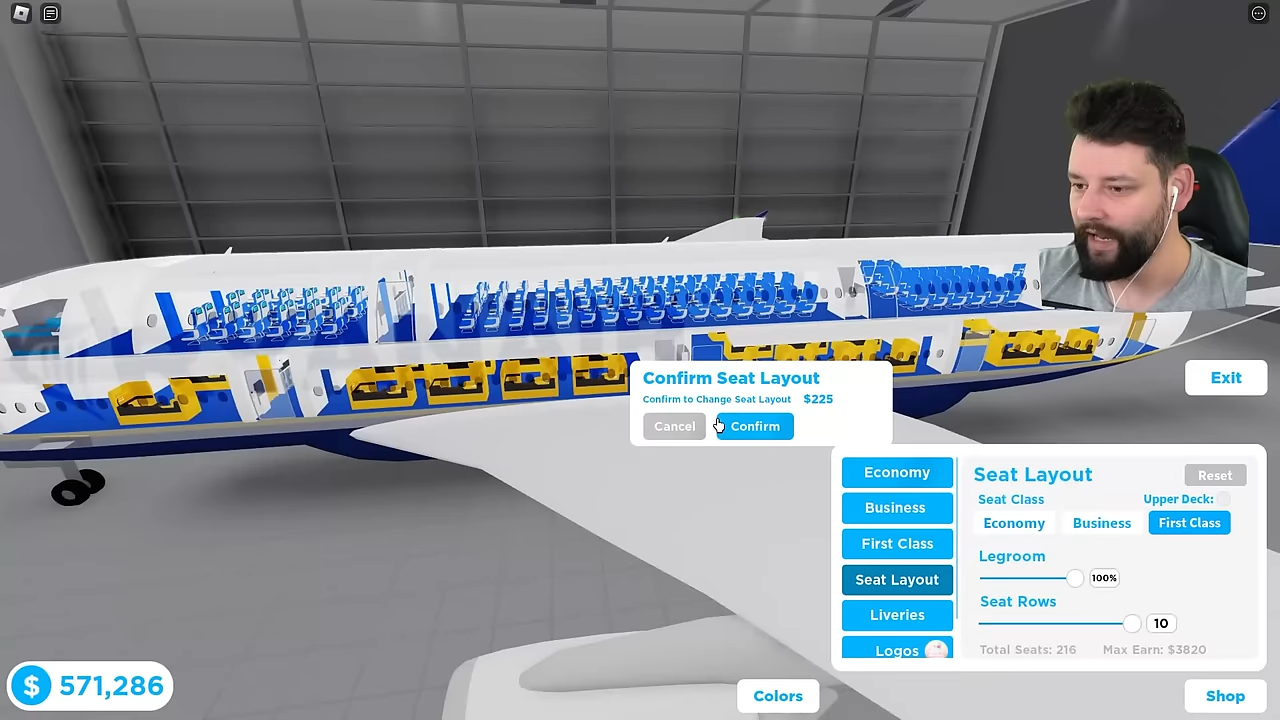 Confirm Seat Layout
Confirm to Change Seat Layout $225
Cancel
Confirm
Exit
Economy
Business
First Class
Seat Layout
Liveries
Logos
Seat Layout
Reset
Seat Class
Upper Deck:
Economy
Business
First Class
Legroom
100%
Seat Rows
10
Total Seats: 216
Max Earn: $3820
$ 571,286
Colors
Shop